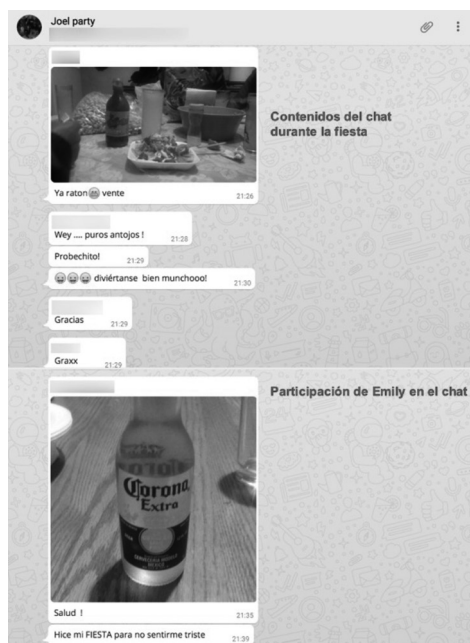 Joel party
Contenidos del chat
durante la fiesta
Ya raton vente
21:26
Wey .... puros antojos !
21:28
Probechito!
21:29
diviértanse bien munchooo!
21:30
Gracias
21:29
Graxx
21:29
Participación de Emily en el chat
Corona
Extra
Salud !
21:35
Hice mi FIESTA para no sentirme triste
21:39